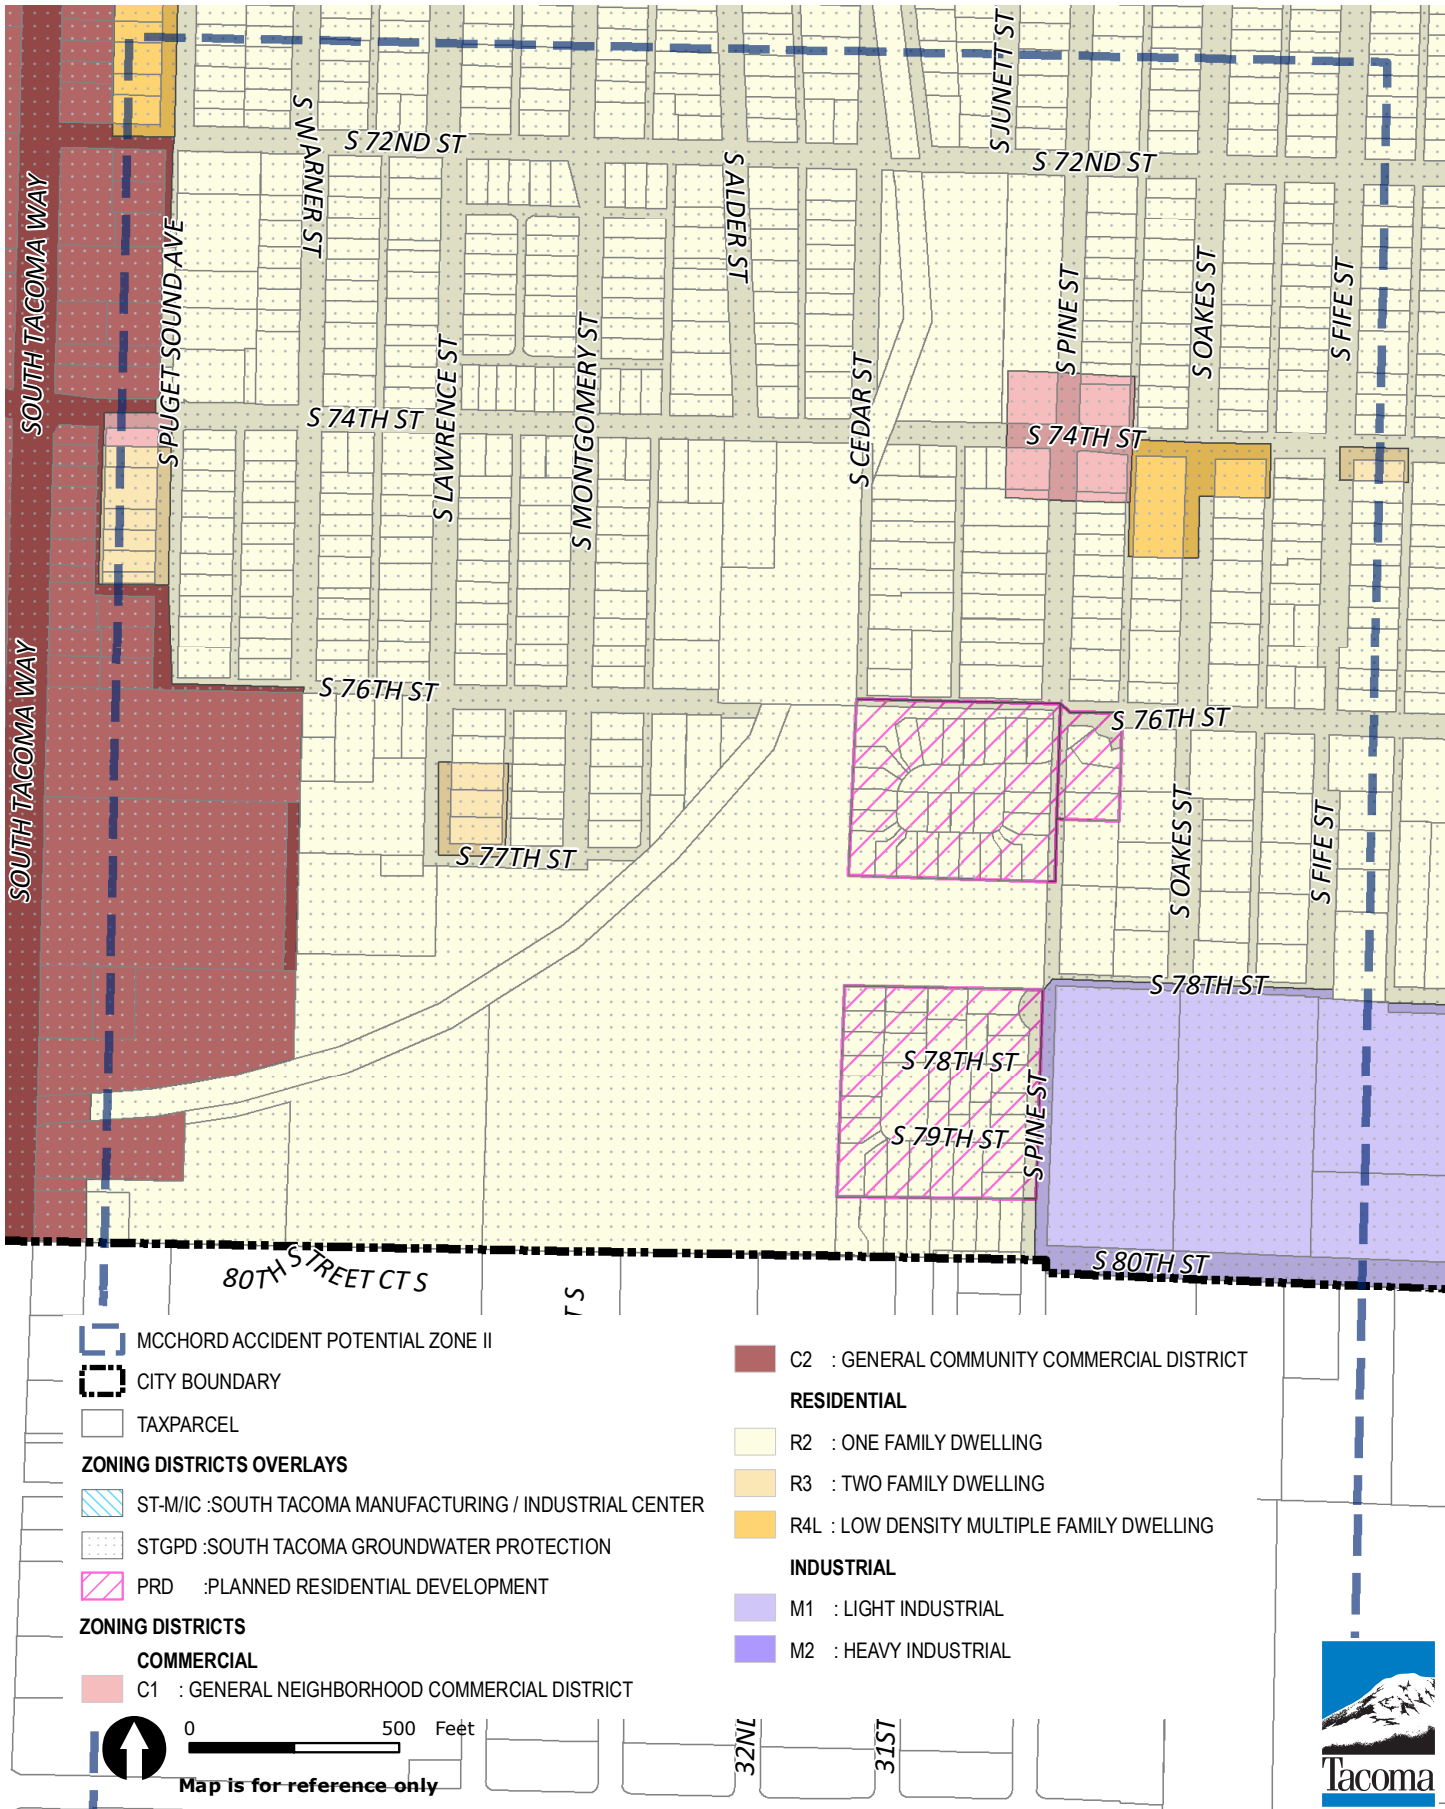 S JUNETT ST
S WARNER ST
S 72ND ST
S 72ND ST
S ALDER ST
SOUTH TACOMA WAY
S PUGET SOUND AVE
S PINE ST
S OAKES ST
S FIFE ST
S LAWRENCE ST
S MONTGOMERY ST
S CEDAR ST
S 74TH ST
S 74TH ST
SOUTH TACOMA WAY
S 76TH ST
S 76TH ST
S 77TH ST
S OAKES ST
S FIFE ST
S 78TH ST
S 78TH ST
S PINE ST
S 79TH ST
S 80TH ST
80TH STREET CT S
T S
MCCHORD ACCIDENT POTENTIAL ZONE II
CITY BOUNDARY
TAXPARCEL
ZONING DISTRICTS OVERLAYS
ST-M/IC :SOUTH TACOMA MANUFACTURING / INDUSTRIAL CENTER
STGPD :SOUTH TACOMA GROUNDWATER PROTECTION
PRD :PLANNED RESIDENTIAL DEVELOPMENT
ZONING DISTRICTS
COMMERCIAL
C1 : GENERAL NEIGHBORHOOD COMMERCIAL DISTRICT
C2 : GENERAL COMMUNITY COMMERCIAL DISTRICT
RESIDENTIAL
R2 : ONE FAMILY DWELLING
R3 : TWO FAMILY DWELLING
R4L : LOW DENSITY MULTIPLE FAMILY DWELLING
INDUSTRIAL
M1 : LIGHT INDUSTRIAL
M2 : HEAVY INDUSTRIAL
0 500 Feet
Map is for reference only
31ST
Tacoma